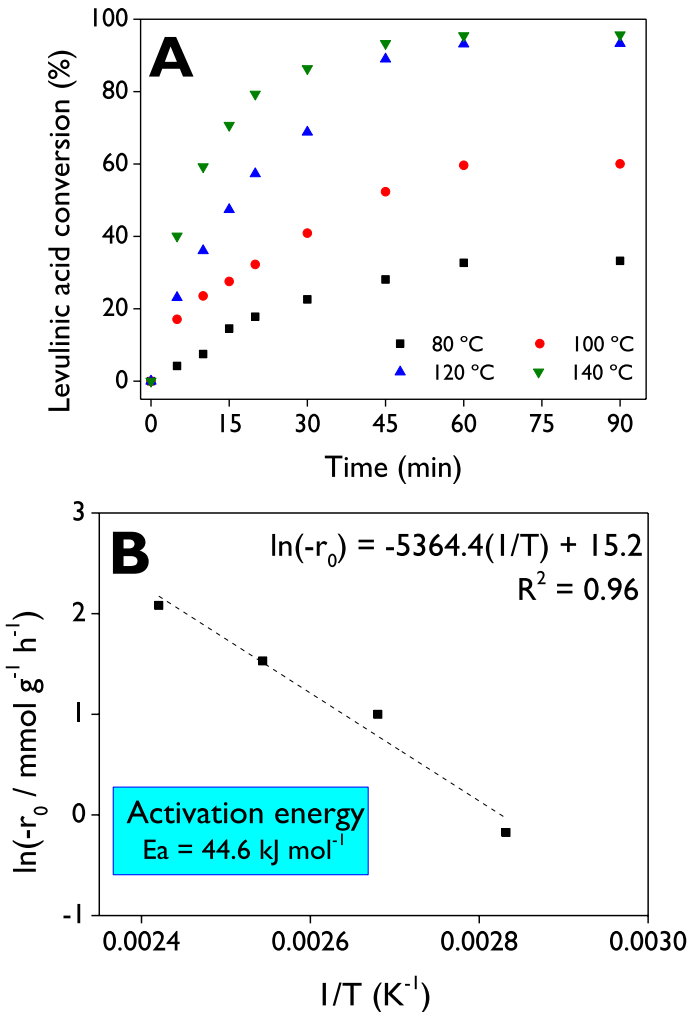 A
Levulinic acid conversion (%)
100
80
60
40
20
0
80 °C
100 °C
120 °C
140 °C
0 15 30 45 60 75 90
Time (min)
B
ln(-r₀) = -5364.4(1/T) + 15.2
R² = 0.96
ln(-r₀ / mmol g⁻¹ h⁻¹)
3
2
1
0
-1
Activation energy
Ea = 44.6 kJ mol⁻¹
0.0024 0.0026 0.0028 0.0030
1/T (K⁻¹)